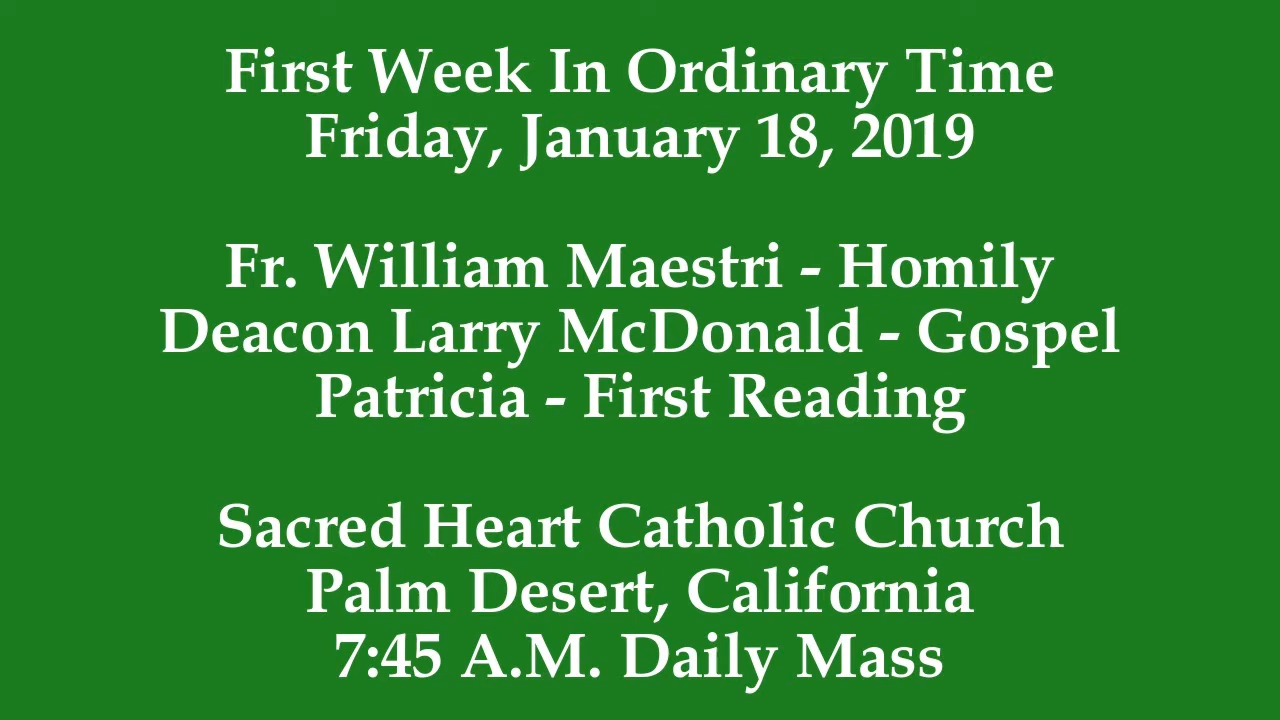 First Week In Ordinary Time
Friday, January 18, 2019
Fr. William Maestri - Homily
Deacon Larry McDonald - Gospel
Patricia - First Reading
Sacred Heart Catholic Church
Palm Desert, California
7:45 A.M. Daily Mass